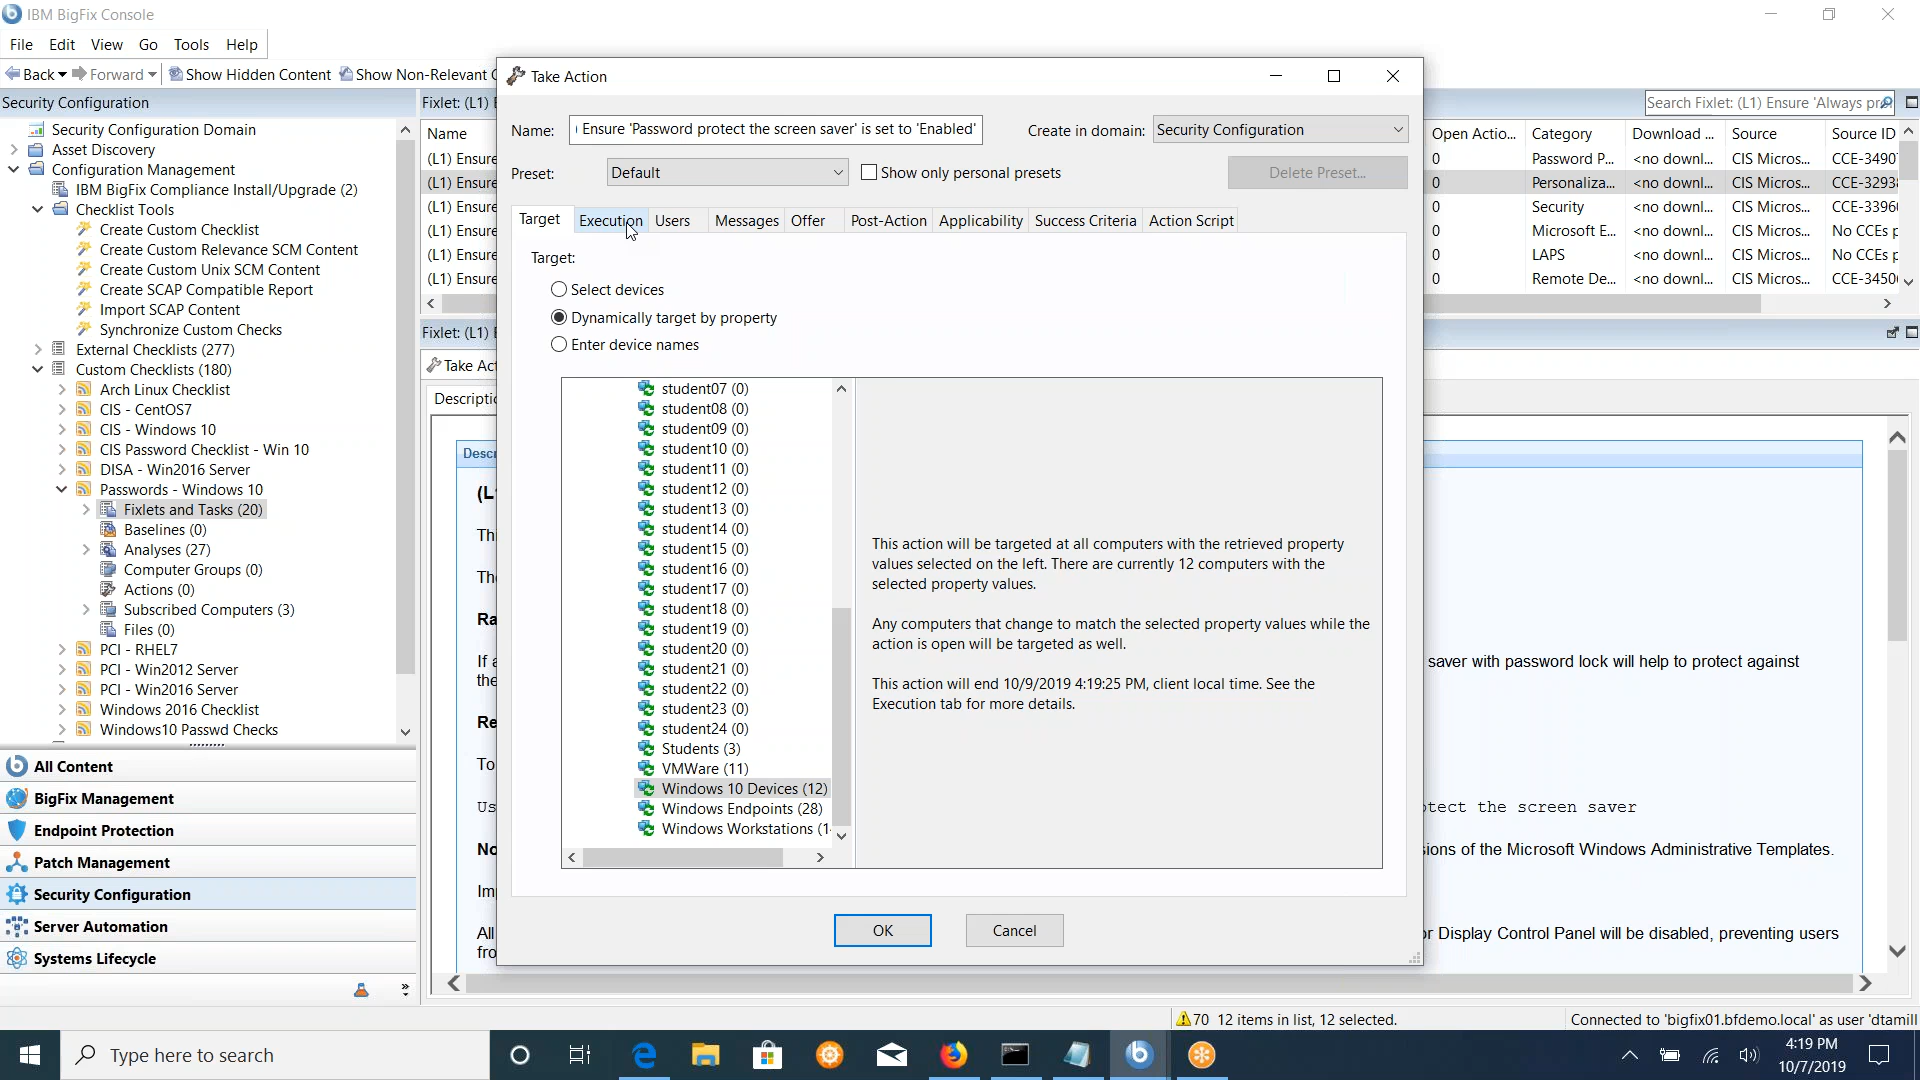 IBM BigFix Console
File Edit View Go Tools Help
Back Forward Show Hidden Content Show Non-Relevant C
Security Configuration
Security Configuration Domain
Asset Discovery
Configuration Management
IBM BigFix Compliance Install/Upgrade (2)
Checklist Tools
Create Custom Checklist
Create Custom Relevance SCM Content
Create Custom Unix SCM Content
Create SCAP Compatible Report
Import SCAP Content
Synchronize Custom Checks
External Checklists (277)
Custom Checklists (180)
Arch Linux Checklist
CIS - CentOS7
CIS - Windows 10
CIS Password Checklist - Win 10
DISA - Win2016 Server
Passwords - Windows 10
Fixlets and Tasks (20)
Baselines (0)
Analyses (27)
Computer Groups (0)
Actions (0)
Subscribed Computers (3)
Files (0)
PCI - RHEL7
PCI - Win2012 Server
PCI - Win2016 Server
Windows 2016 Checklist
Windows10 Passwd Checks
All Content
BigFix Management
Endpoint Protection
Patch Management
Security Configuration
Server Automation
Systems Lifecycle
Fixlet: (L1) E
Name
(L1) Ensure
(L1) Ensure
(L1) Ensure
(L1) Ensure
(L1) Ensure
(L1) Ensure
Fixlet: (L1) E
Take Act
Descriptio
Descr
(L
Thi
The
Ra
If a
the
Re
To
Us
No
Im
All
fro
Take Action
Name: Ensure 'Password protect the screen saver' is set to 'Enabled'
Create in domain: Security Configuration
Preset: Default
Show only personal presets
Delete Preset...
Target Execution Users Messages Offer Post-Action Applicability Success Criteria Action Script
Target:
Select devices
Dynamically target by property
Enter device names
student07 (0)
student08 (0)
student09 (0)
student10 (0)
student11 (0)
student12 (0)
student13 (0)
student14 (0)
student15 (0)
student16 (0)
student17 (0)
student18 (0)
student19 (0)
student20 (0)
student21 (0)
student22 (0)
student23 (0)
student24 (0)
Students (3)
VMWare (11)
Windows 10 Devices (12)
Windows Endpoints (28)
Windows Workstations (1
This action will be targeted at all computers with the retrieved property
values selected on the left. There are currently 12 computers with the
selected property values.
Any computers that change to match the selected property values while the
action is open will be targeted as well.
This action will end 10/9/2019 4:19:25 PM, client local time. See the
Execution tab for more details.
OK
Cancel
Search Fixlet: (L1) Ensure 'Always pr
Open Actio... Category Download ... Source Source ID
0 Password P... <no downl... CIS Micros... CCE-3490
0 Personaliza... <no downl... CIS Micros... CCE-3293
0 Security <no downl... CIS Micros... CCE-3396
0 Microsoft E... <no downl... CIS Micros... No CCEs p
0 LAPS <no downl... CIS Micros... No CCEs p
0 Remote De... <no downl... CIS Micros... CCE-3450
saver with password lock will help to protect against
tect the screen saver
sions of the Microsoft Windows Administrative Templates.
or Display Control Panel will be disabled, preventing users
70 12 items in list, 12 selected.
Connected to 'bigfix01.bfdemo.local' as user 'dtamill
Type here to search
4:19 PM
10/7/2019